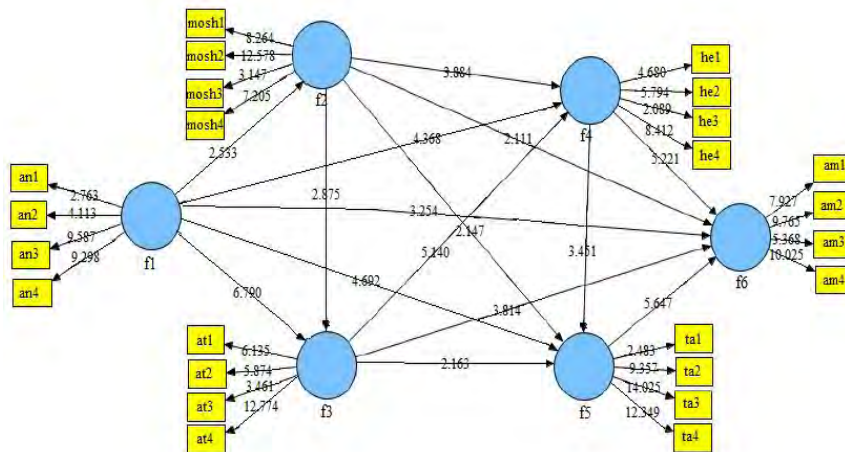 mosh1
mosh2
mosh3
mosh4
8.264
12.578
3.147
7.205
f2
3.884
he1
he2
he3
he4
4.680
5.794
2.089
8.412
f4
2.533
4.368
2.111
5.221
an1
an2
an3
an4
2.763
4.113
9.587
9.298
f1
2.875
3.254
2.147
5.140
3.451
am1
am2
am3
am4
7.927
9.765
5.368
10.025
f6
6.790
4.692
3.814
5.647
at1
at2
at3
at4
6.135
5.874
3.461
12.774
f3
2.163
ta1
ta2
ta3
ta4
2.483
9.357
14.025
12.349
f5